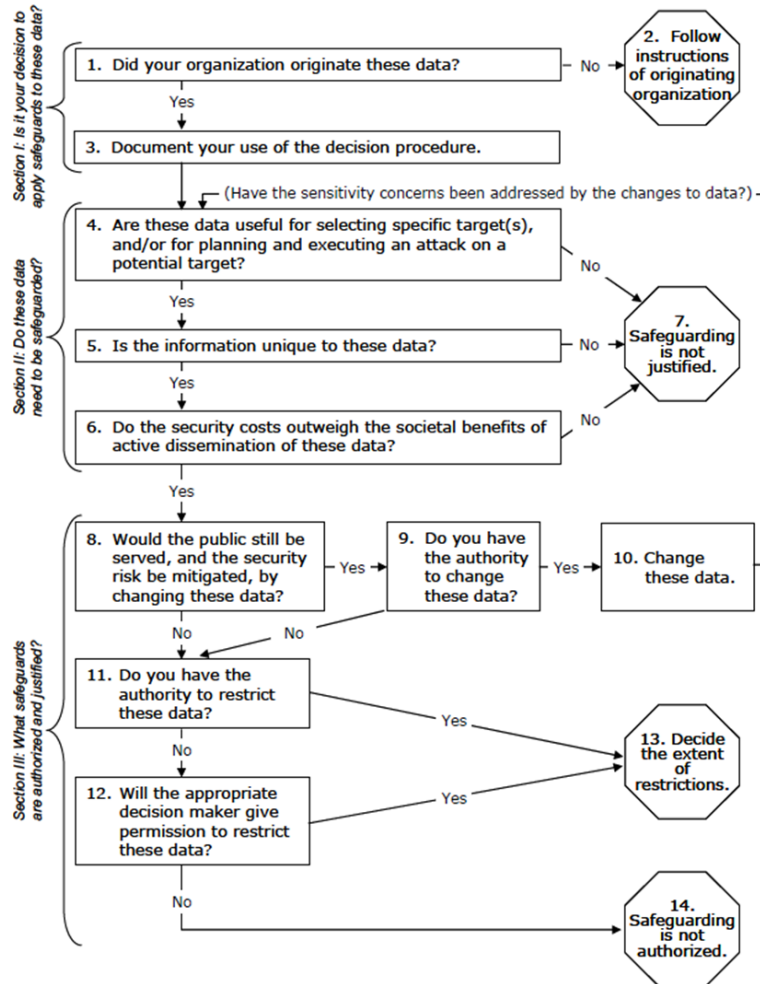 Section I: Is it your decision to
apply safeguards to these data?
1. Did your organization originate these data?
No
2. Follow
instructions
of originating
organization
Yes
3. Document your use of the decision procedure.
(Have the sensitivity concerns been addressed by the changes to data?)
Section II: Do these data
need to be safeguarded?
4. Are these data useful for selecting specific target(s),
and/or for planning and executing an attack on a
potential target?
No
Yes
7.
Safeguarding
is not
justified.
5. Is the information unique to these data?
No
Yes
6. Do the security costs outweigh the societal benefits of
active dissemination of these data?
No
Yes
Section III: What safeguards
are authorized and justified?
8. Would the public still be
served, and the security
risk be mitigated, by
changing these data?
Yes
9. Do you have
the authority
to change
these data?
Yes
10. Change
these data.
No
No
11. Do you have the
authority to restrict
these data?
Yes
No
13. Decide
the extent
of
restrictions.
12. Will the appropriate
decision maker give
permission to restrict
these data?
Yes
No
14.
Safeguarding
is not
authorized.